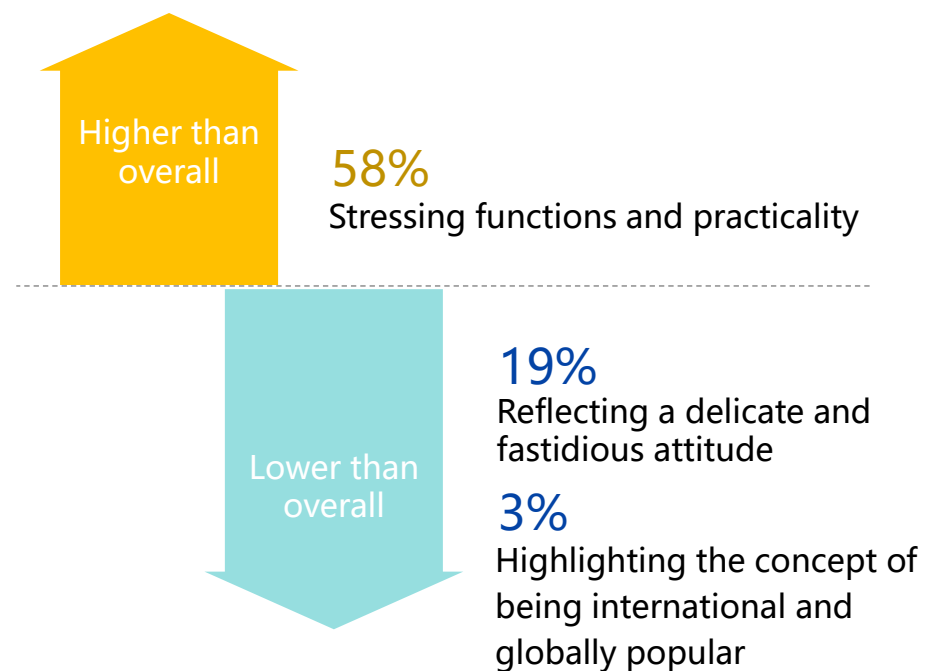 Higher than
overall
58%
Stressing functions and practicality
19%
Reflecting a delicate and
fastidious attitude
Lower than
overall
3%
Highlighting the concept of
being international and
globally popular